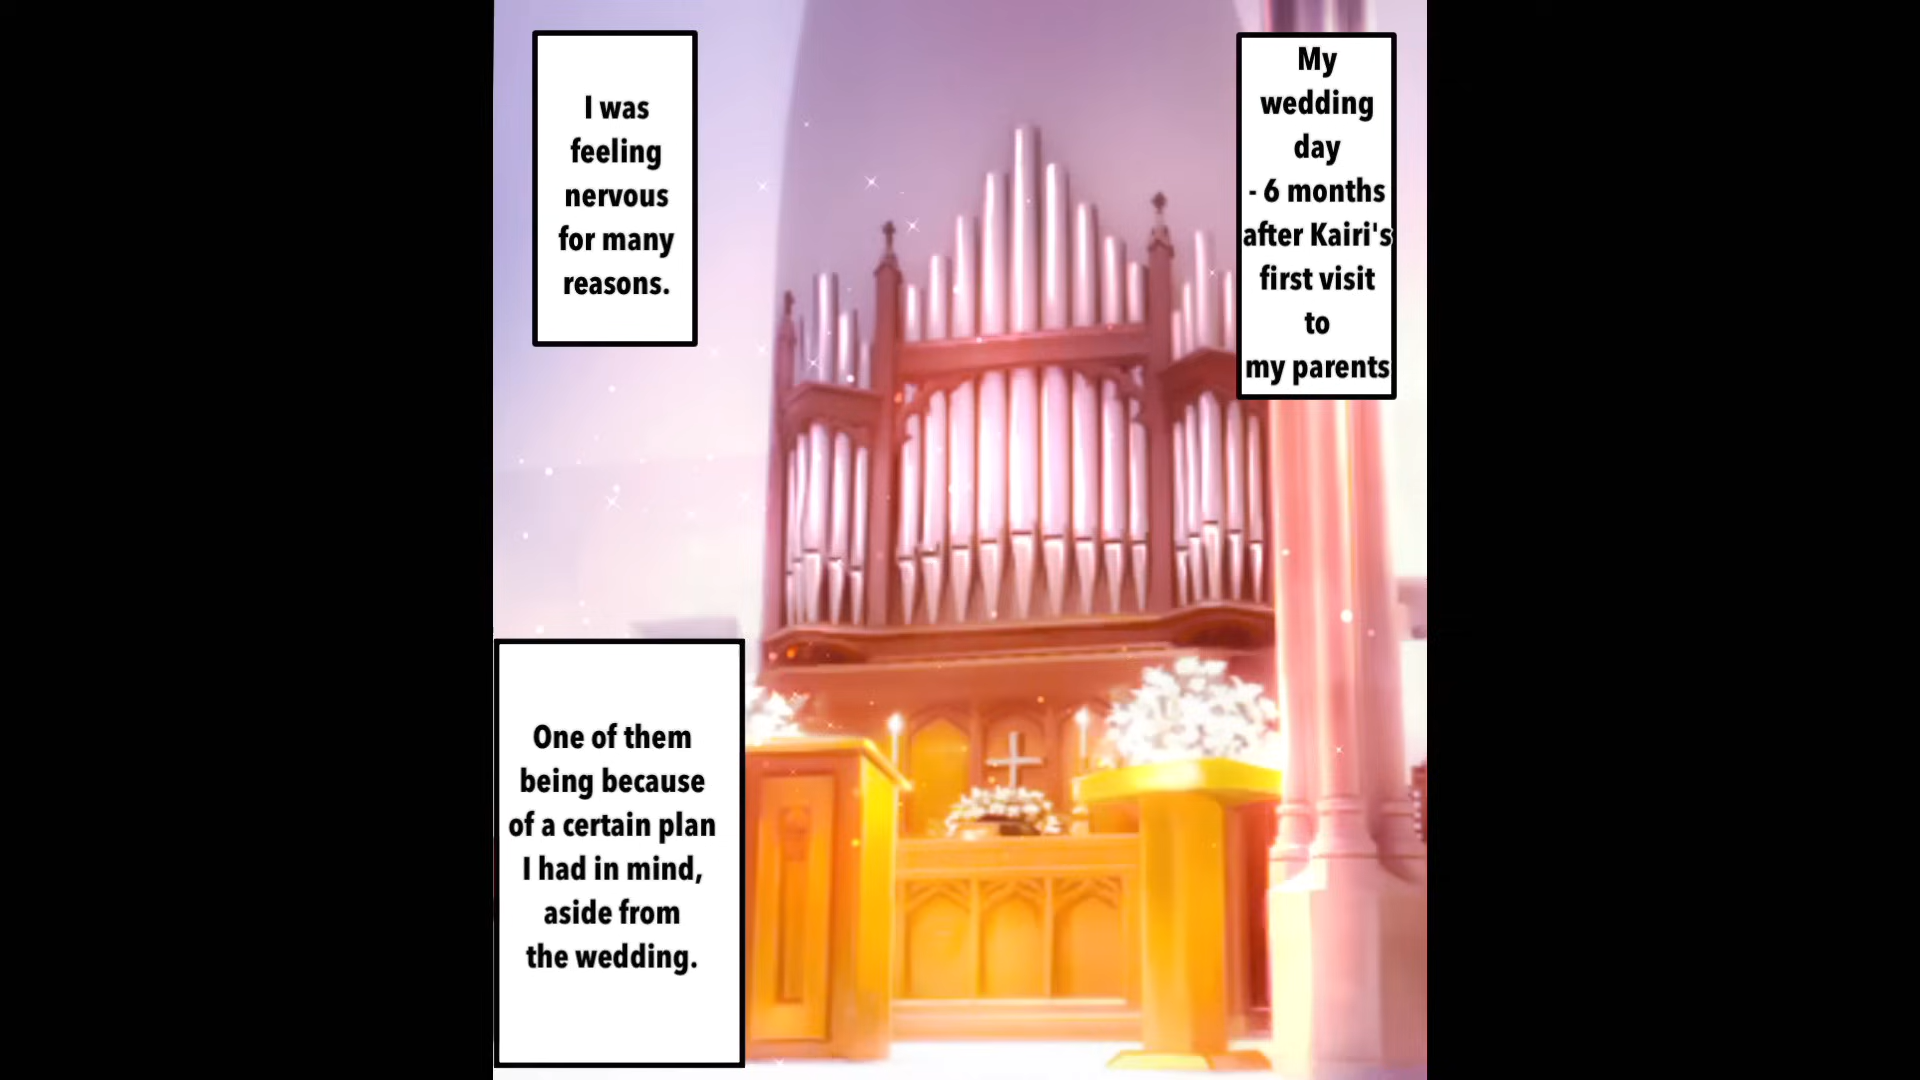 My
wedding
day
- 6 months
after Kairi's
first visit
to
my parents
I was
feeling
nervous
for many
reasons.
One of them
being because
of a certain plan
I had in mind,
aside from
the wedding.